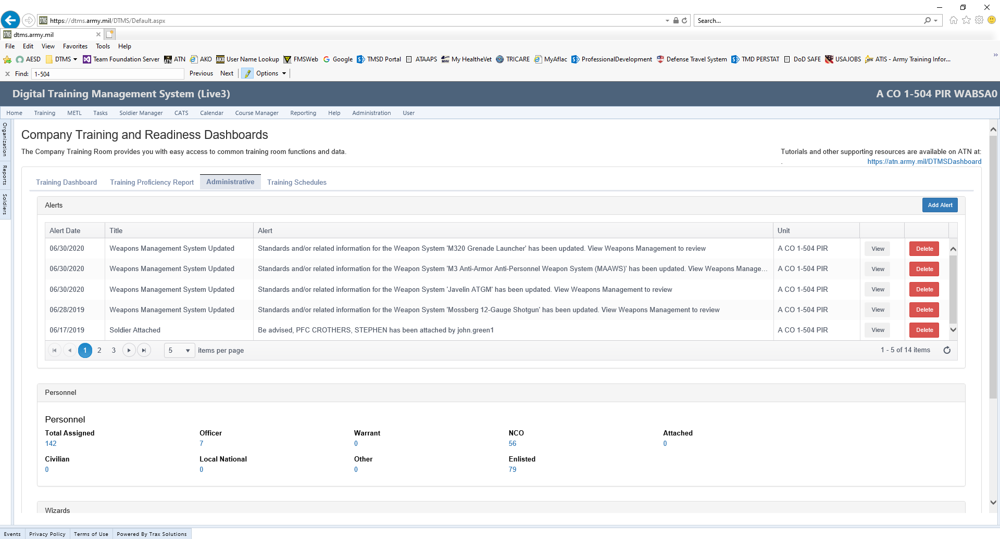 https://dtms.army.mil/DTMS/Default.aspx
Search...
dtms.army.mil
File Edit View Favorites Tools Help
AESD DTMS Team Foundation Server ATN AKO User Name Lookup FMSWeb Google TMSD Portal ATAAPS My HealtheVet TRICARE MyAflac ProfessionalDevelopment Defense Travel System TMD PERSTAT DoD SAFE USAJOBS ATIS - Army Training Infor...
Find: 1-504 Previous Next Options
Digital Training Management System (Live3)
A CO 1-504 PIR WABSA0
Home Training METL Tasks Soldier Manager CATS Calendar Course Manager Reporting Help Administration User
Organization
Reports
Soldiers
Company Training and Readiness Dashboards
The Company Training Room provides you with easy access to common training room functions and data.
Tutorials and other supporting resources are available on ATN at:
. https://atn.army.mil/DTMSDashboard
Training Dashboard Training Proficiency Report Administrative Training Schedules
Alerts Add Alert
Alert Date Title Alert Unit
06/30/2020 Weapons Management System Updated Standards and/or related information for the Weapon System 'M320 Grenade Launcher' has been updated. View Weapons Management to review A CO 1-504 PIR View Delete
06/30/2020 Weapons Management System Updated Standards and/or related information for the Weapon System 'M3 Anti-Armor Anti-Personnel Weapon System (MAAWS)' has been updated. View Weapons Manage... A CO 1-504 PIR View Delete
06/30/2020 Weapons Management System Updated Standards and/or related information for the Weapon System 'Javelin ATGM' has been updated. View Weapons Management to review A CO 1-504 PIR View Delete
06/28/2019 Weapons Management System Updated Standards and/or related information for the Weapon System 'Mossberg 12-Gauge Shotgun' has been updated. View Weapons Management to review A CO 1-504 PIR View Delete
06/17/2019 Soldier Attached Be advised, PFC CROTHERS, STEPHEN has been attached by john.green1 A CO 1-504 PIR View Delete
1 2 3 5 items per page 1 - 5 of 14 items
Personnel
Personnel
Total Assigned Officer Warrant NCO Attached
142 7 0 56 0
Civilian Local National Other Enlisted
0 0 0 79
Wizards
Events Privacy Policy Terms of Use Powered By Trax Solutions